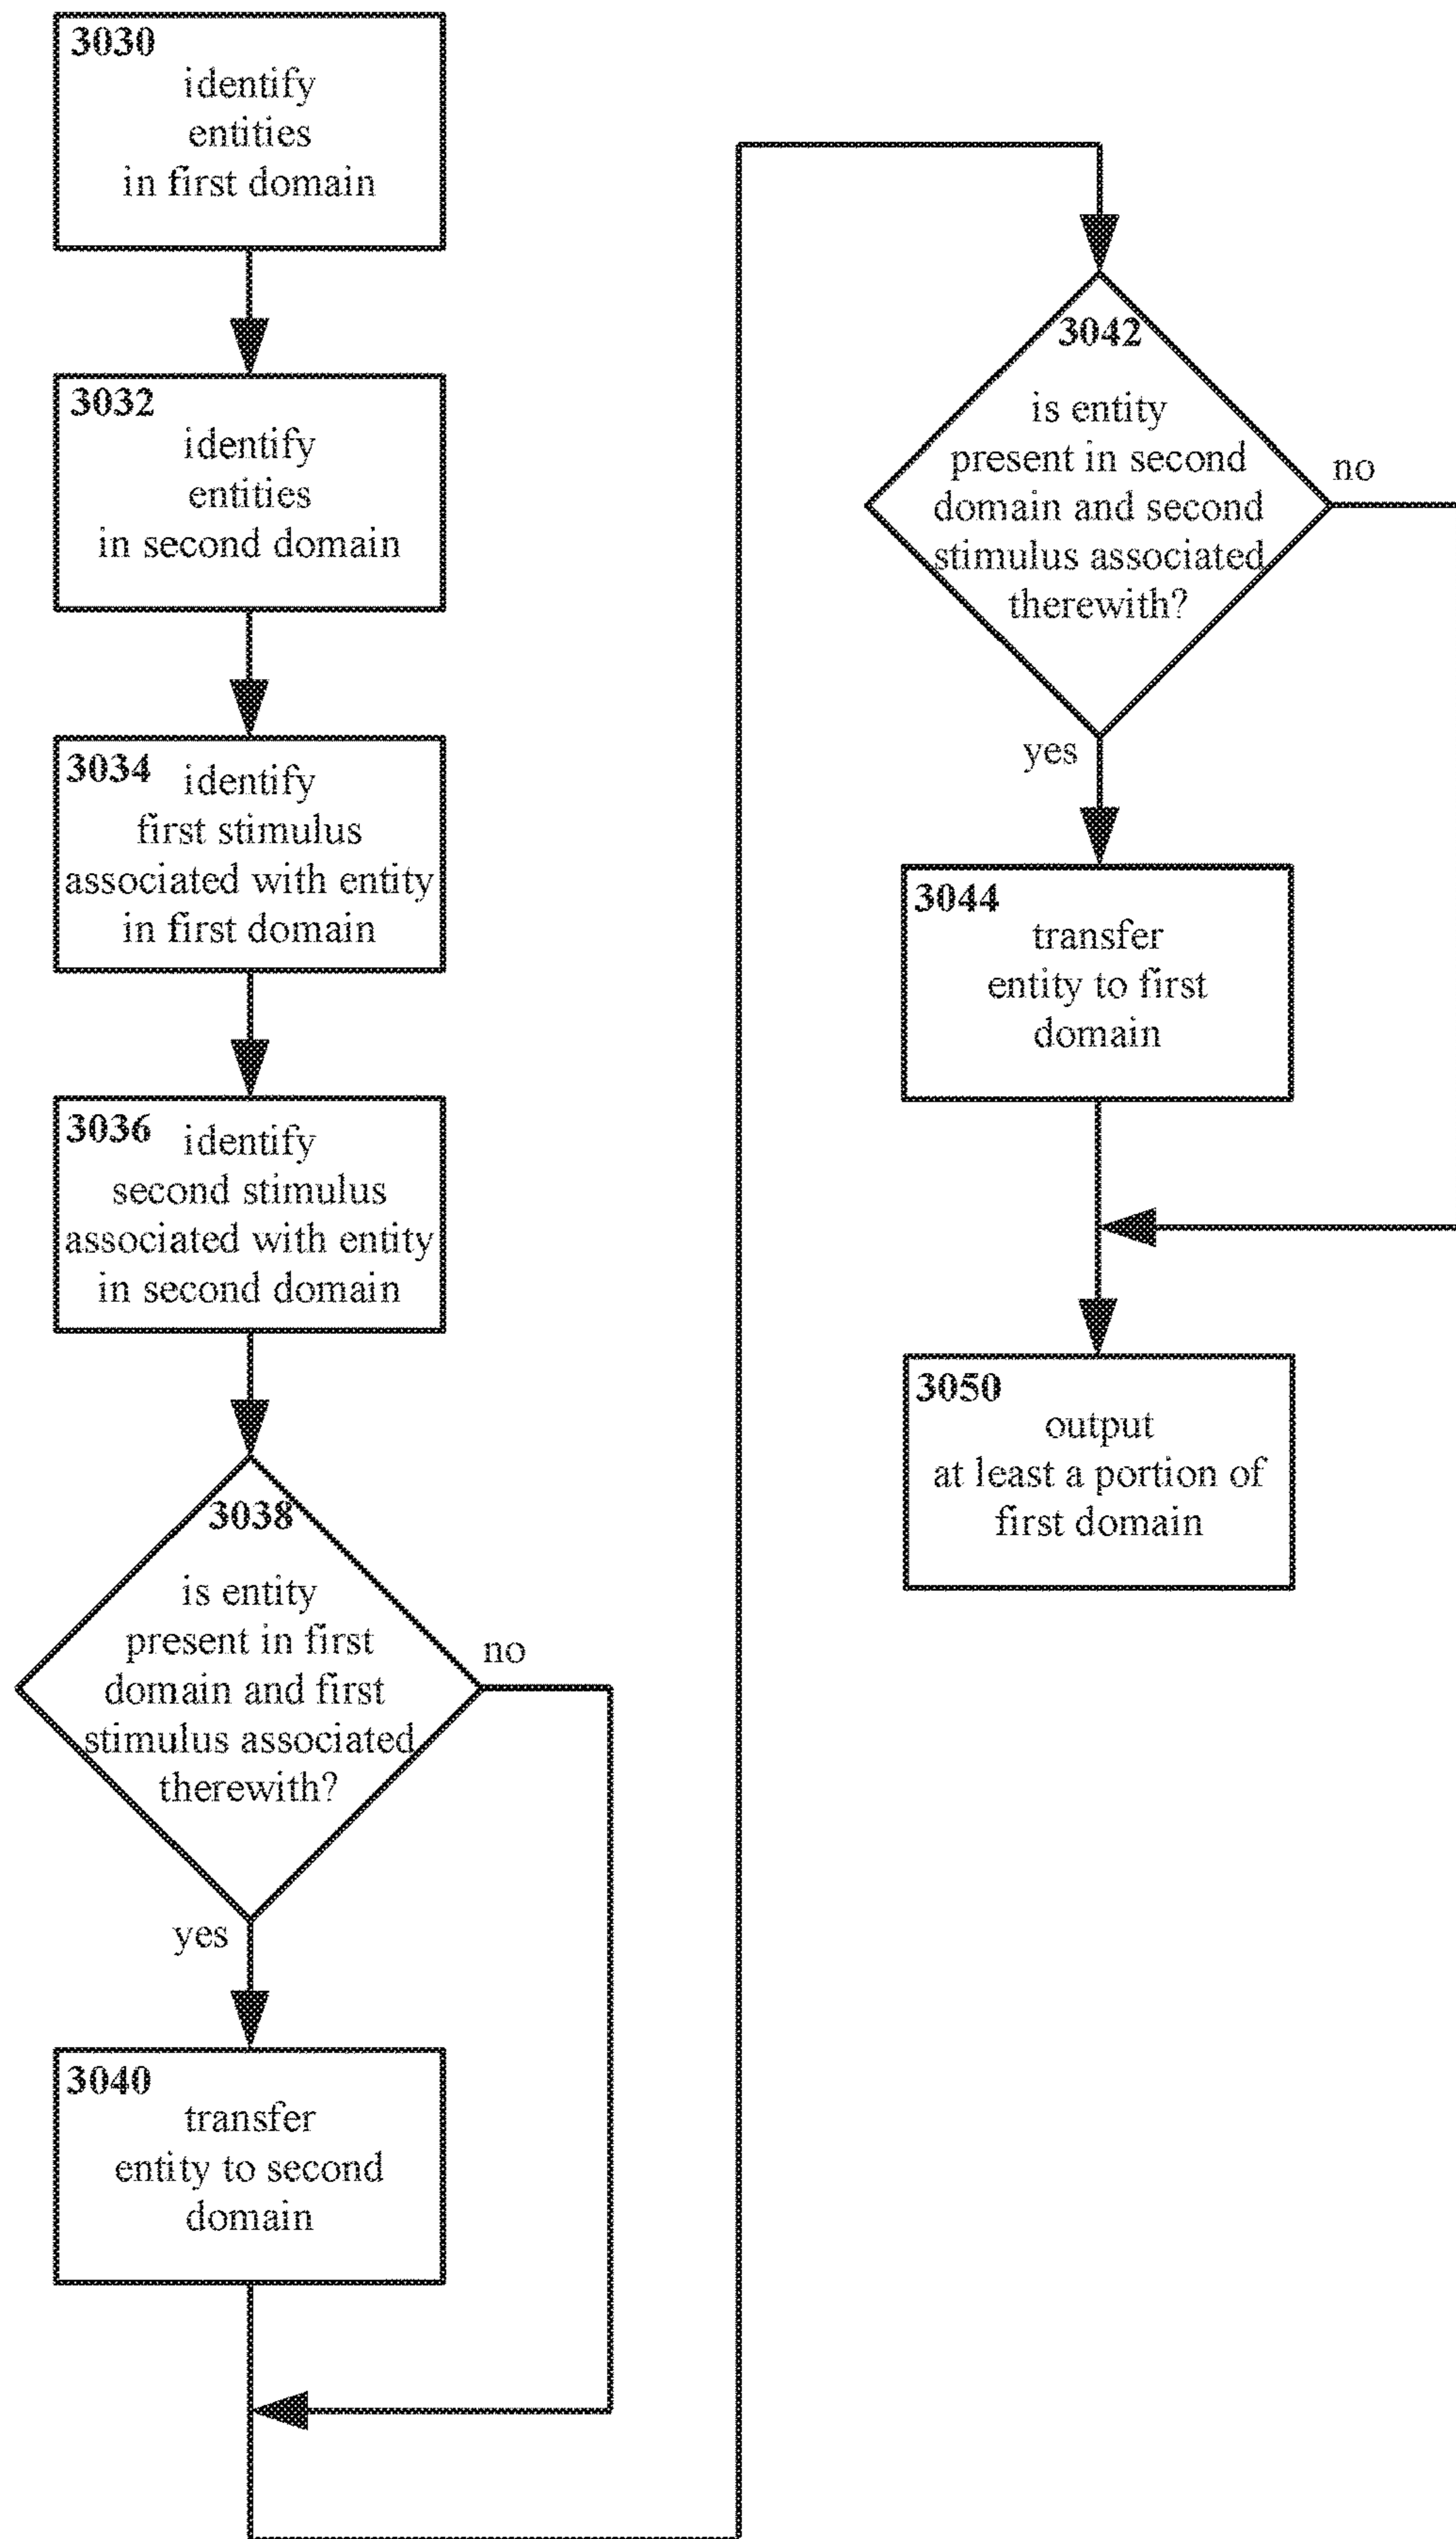 3030
identify
entities
in first domain
3032
identify
entities
in second domain
3034
identify
first stimulus
associated with entity
in first domain
3036
identify
second stimulus
associated with entity
in second domain
3038
is entity
present in first
domain and first
stimulus associated
therewith?
no
yes
3040
transfer
entity to second
domain
3042
is entity
present in second
domain and second
stimulus associated
therewith?
no
yes
3044
transfer
entity to first
domain
3050
output
at least a portion of
first domain